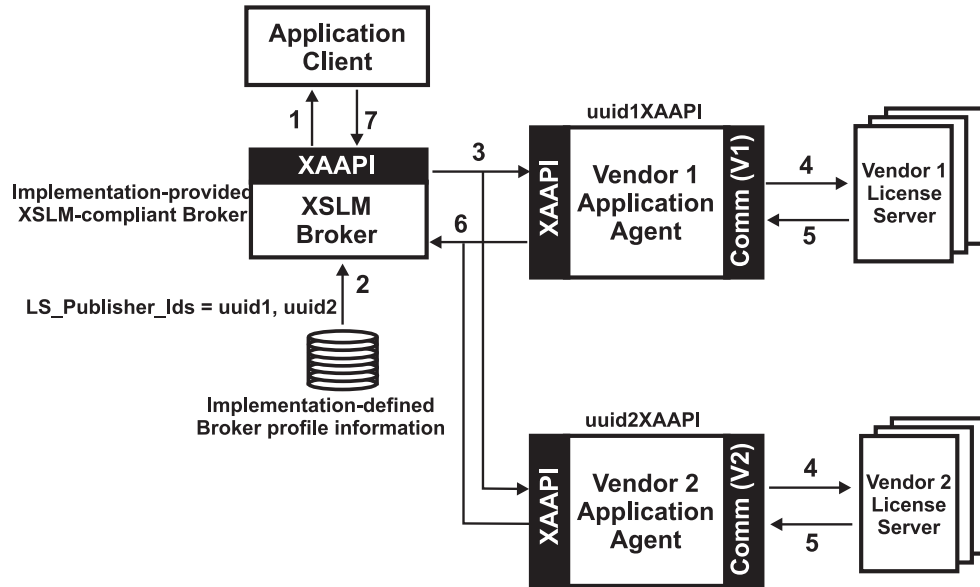 Application
Client
1
7
XAAPI
XSLM
Broker
Implementation-provided
XSLM-compliant Broker
2
LS_Publisher_Ids = uuid1, uuid2
Implementation-defined
Broker profile information
3
6
uuid1XAAPI
XAAPI
Vendor 1
Application
Agent
Comm (V1)
4
5
Vendor 1
License
Server
uuid2XAAPI
XAAPI
Vendor 2
Application
Agent
Comm (V2)
4
5
Vendor 2
License
Server